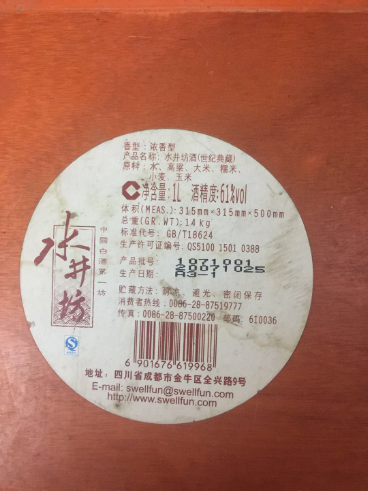 香型: 浓香型
产品名称: 水井坊酒(世纪典藏)
原料: 水、高粱、大米、糯米、
小麦、玉米
净含量: 1L 酒精度: 61%vol
体积(MEAS.): 315mm×315mm×500mm
总重(GR.WT): 14kg
标准代号: GB/T18624
生产许可证编号: QS5100 1501 0388
产品批号: 1071001
生产日期: 20071025
A3-1
贮藏方法: 阴凉、避光、密闭保存
消费者热线: 0086-28-87519777
传真: 0086-28-87500220 邮编 610036
水井坊
中国白酒第一坊
6 901676 619968
地址: 四川省成都市金牛区全兴路9号
E-mail: swellfun@swellfun.com
http://www.swellfun.com